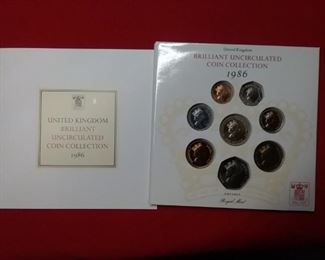 UNITED KINGDOM
BRILLIANT
UNCIRCULATED
COIN COLLECTION
1986
United Kingdom
BRILLIANT UNCIRCULATED
COIN COLLECTION
1986
Royal Mint